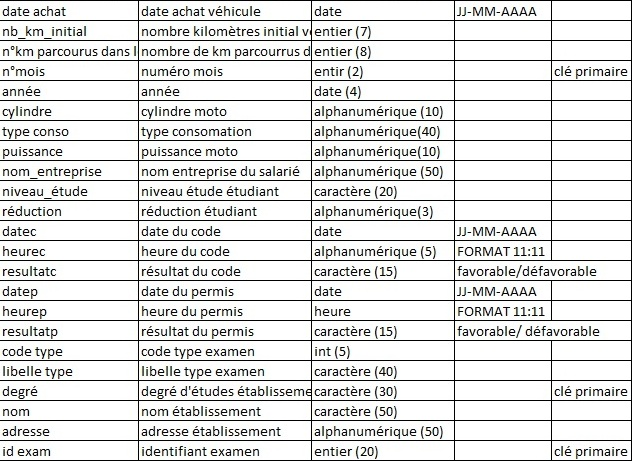 date achat date achat véhicule date JJ-MM-AAAA
nb_km_initial nombre kilomètres initial v entier (7)
n°km parcourus dans l nombre de km parcourrus d entier (8)
n°mois numéro mois entir (2) clé primaire
année année date (4)
cylindre cylindre moto alphanumérique (10)
type conso type consomation alphanumérique(40)
puissance puissance moto alphanumérique(10)
nom_entreprise nom entreprise du salarié alphanumérique (50)
niveau_étude niveau étude étudiant caractère (20)
réduction réduction étudiant alphanumérique(3)
datec date du code date JJ-MM-AAAA
heurec heure du code alphanumérique (5) FORMAT 11:11
resultatc résultat du code caractère (15) favorable/défavorable
datep date du permis date JJ-MM-AAAA
heurep heure du permis heure FORMAT 11:11
resultatp résultat du permis caractère (15) favorable/ défavorable
code type code type examen int (5)
libelle type libelle type examen caractère (40)
degré degré d'études établisseme caractère (30) clé primaire
nom nom établissement caractère (50)
adresse adresse établissement alphanumérique (50)
id exam identifiant examen entier (20) clé primaire